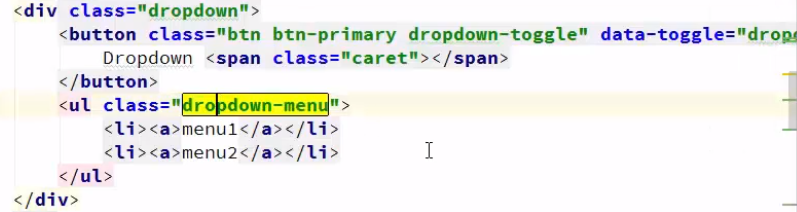 <div class="dropdown">
<button class="btn btn-primary dropdown-toggle" data-toggle="drop
Dropdown <span class="caret"></span>
</button>
<ul class="dropdown-menu">
<li><a>menu1</a></li>
<li><a>menu2</a></li>
</ul>
</div>